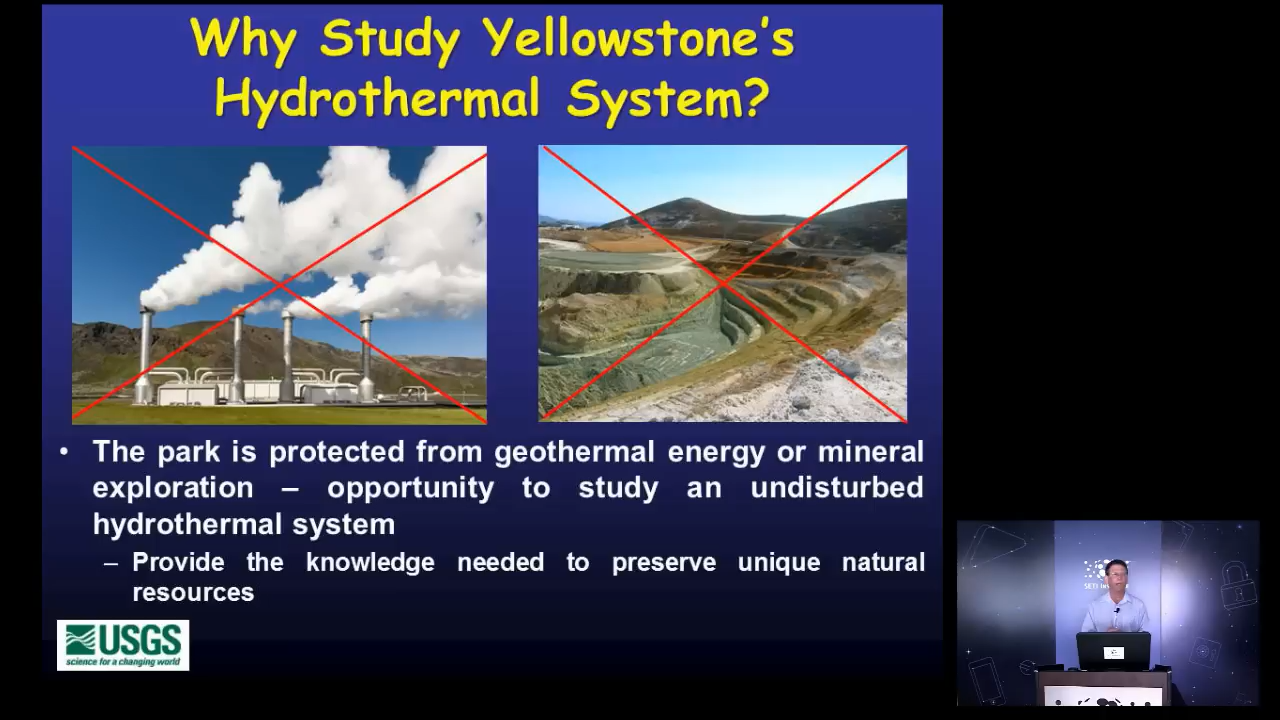 Why Study Yellowstone's
Hydrothermal System?
• The park is protected from geothermal energy or mineral
exploration – opportunity to study an undisturbed
hydrothermal system
– Provide the knowledge needed to preserve unique natural
resources
USGS
science for a changing world
SETI